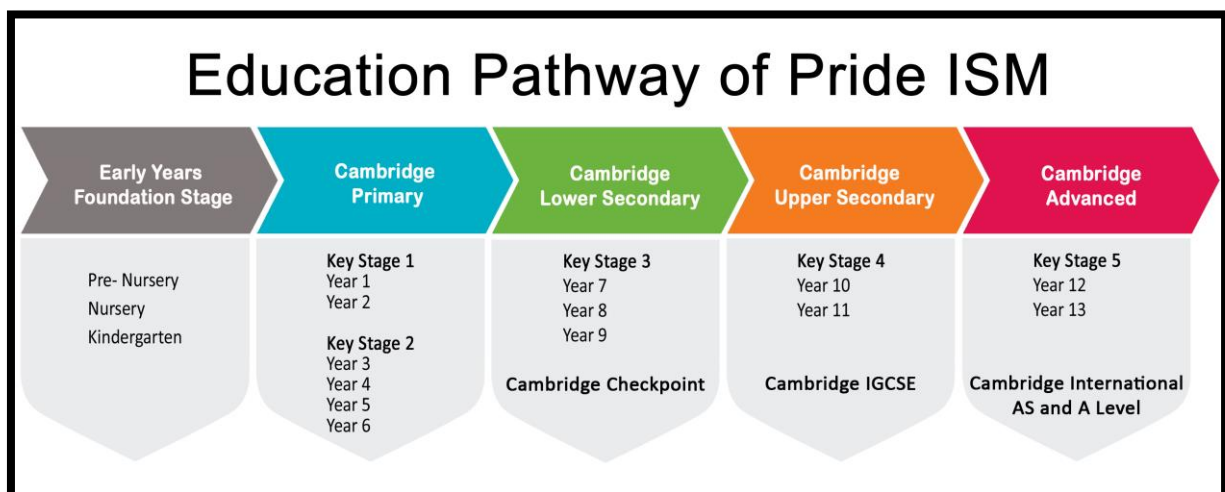 Education Pathway of Pride ISM
Early Years
Foundation Stage
Pre- Nursery
Nursery
Kindergarten
Cambridge
Primary
Key Stage 1
Year 1
Year 2
Key Stage 2
Year 3
Year 4
Year 5
Year 6
Cambridge
Lower Secondary
Key Stage 3
Year 7
Year 8
Year 9
Cambridge Checkpoint
Cambridge
Upper Secondary
Key Stage 4
Year 10
Year 11
Cambridge IGCSE
Cambridge
Advanced
Key Stage 5
Year 12
Year 13
Cambridge International
AS and A Level